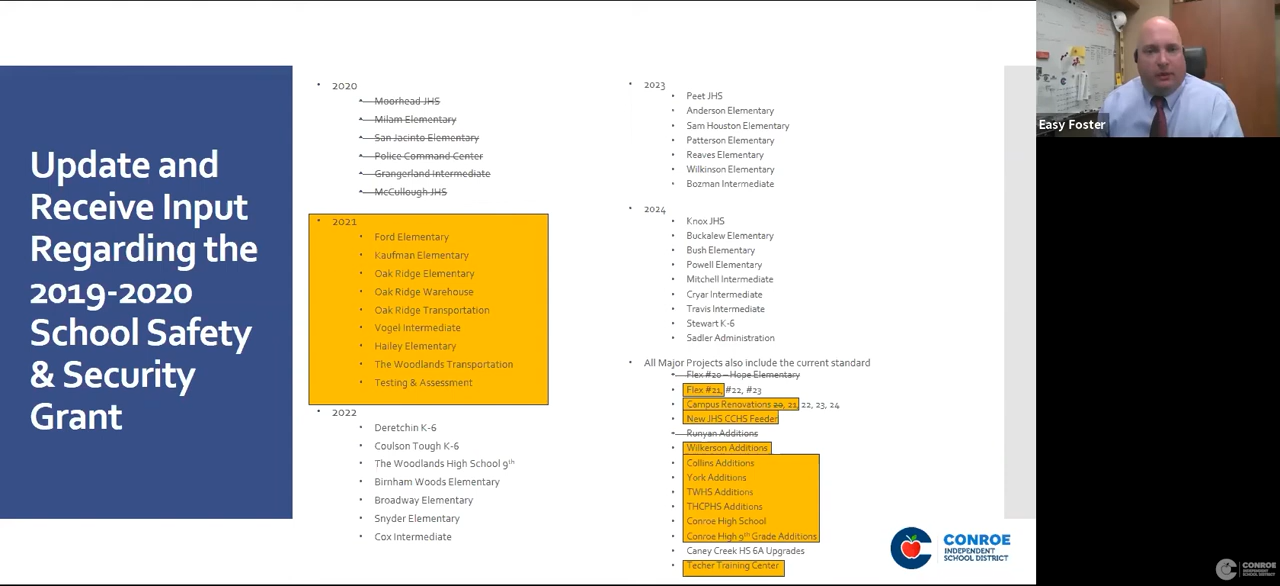 Update and
Receive Input
Regarding the
2019-2020
School Safety
& Security
Grant
2020
Moorhead JHS
Milam Elementary
San Jacinto Elementary
Police Command Center
Grangerland Intermediate
McCullough JHS
2021
Ford Elementary
Kaufman Elementary
Oak Ridge Elementary
Oak Ridge Warehouse
Oak Ridge Transportation
Vogel Intermediate
Hailey Elementary
The Woodlands Transportation
Testing & Assessment
2022
Deretchin K-6
Coulson Tough K-6
The Woodlands High School 9th
Birnham Woods Elementary
Broadway Elementary
Snyder Elementary
Cox Intermediate
2023
Peet JHS
Anderson Elementary
Sam Houston Elementary
Patterson Elementary
Reaves Elementary
Wilkinson Elementary
Bozman Intermediate
2024
Knox JHS
Buckalew Elementary
Bush Elementary
Powell Elementary
Mitchell Intermediate
Cryar Intermediate
Travis Intermediate
Stewart K-6
Sadler Administration
All Major Projects also include the current standard
Flex #20 – Hope Elementary
Flex #21, #22, #23
Campus Renovations 20, 21, 22, 23, 24
New JHS CCHS Feeder
Runyan Additions
Wilkerson Additions
Collins Additions
York Additions
TWHS Additions
THCPHS Additions
Conroe High School
Conroe High 9th Grade Additions
Caney Creek HS 6A Upgrades
Techer Training Center
CONROE
INDEPENDENT
SCHOOL DISTRICT
Easy Foster
CONROE
INDEPENDENT
SCHOOL DISTRICT